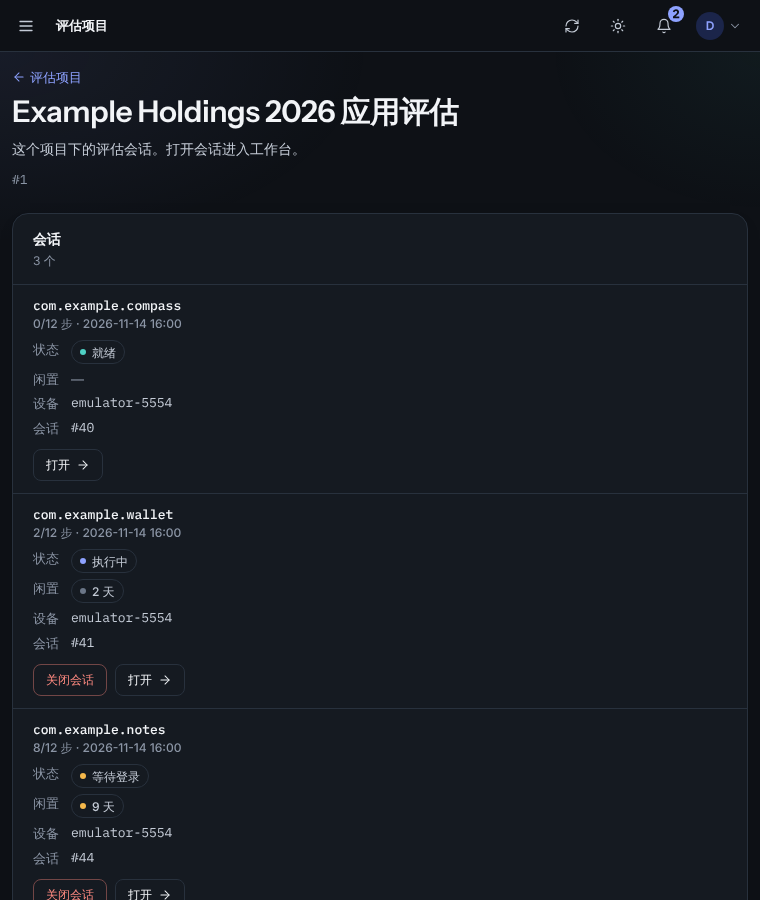 评估项目
2
D
评估项目
Example Holdings 2026 应用评估
这个项目下的评估会话。打开会话进入工作台。
#1
会话
3 个
com.example.compass
0/12 步 · 2026-11-14 16:00
状态 就绪
闲置 —
设备 emulator-5554
会话 #40
打开
com.example.wallet
2/12 步 · 2026-11-14 16:00
状态 执行中
闲置 2 天
设备 emulator-5554
会话 #41
关闭会话 打开
com.example.notes
8/12 步 · 2026-11-14 16:00
状态 等待登录
闲置 9 天
设备 emulator-5554
会话 #44
关闭会话 打开